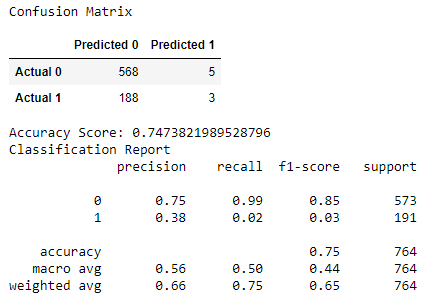 Confusion Matrix
Predicted 0 Predicted 1
Actual 0 568 5
Actual 1 188 3
Accuracy Score: 0.7473821989528796
Classification Report
precision recall f1-score support
0 0.75 0.99 0.85 573
1 0.38 0.02 0.03 191
accuracy 0.75 764
macro avg 0.56 0.50 0.44 764
weighted avg 0.66 0.75 0.65 764